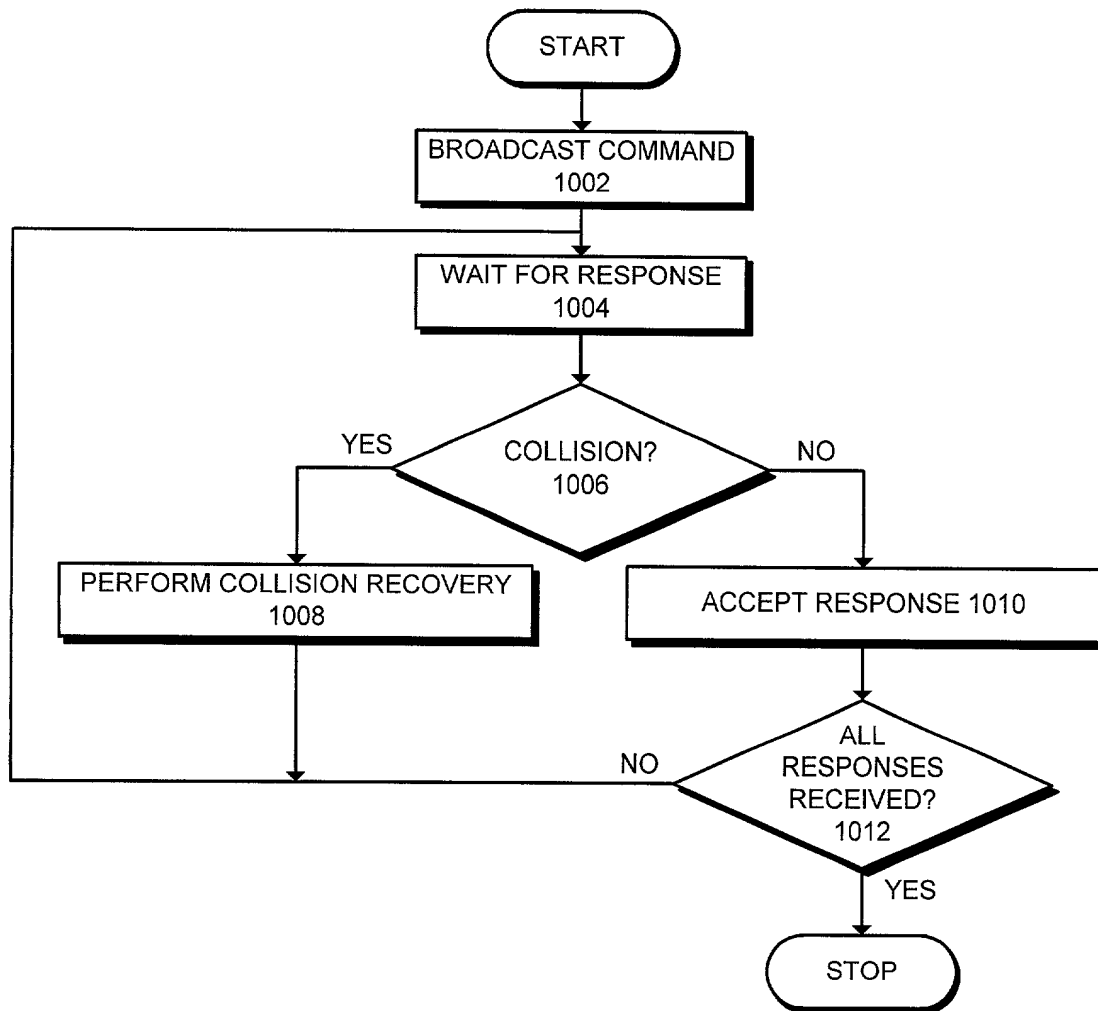 START
BROADCAST COMMAND
1002
WAIT FOR RESPONSE
1004
YES
COLLISION?
1006
NO
PERFORM COLLISION RECOVERY
1008
ACCEPT RESPONSE 1010
NO
ALL
RESPONSES
RECEIVED?
1012
YES
STOP